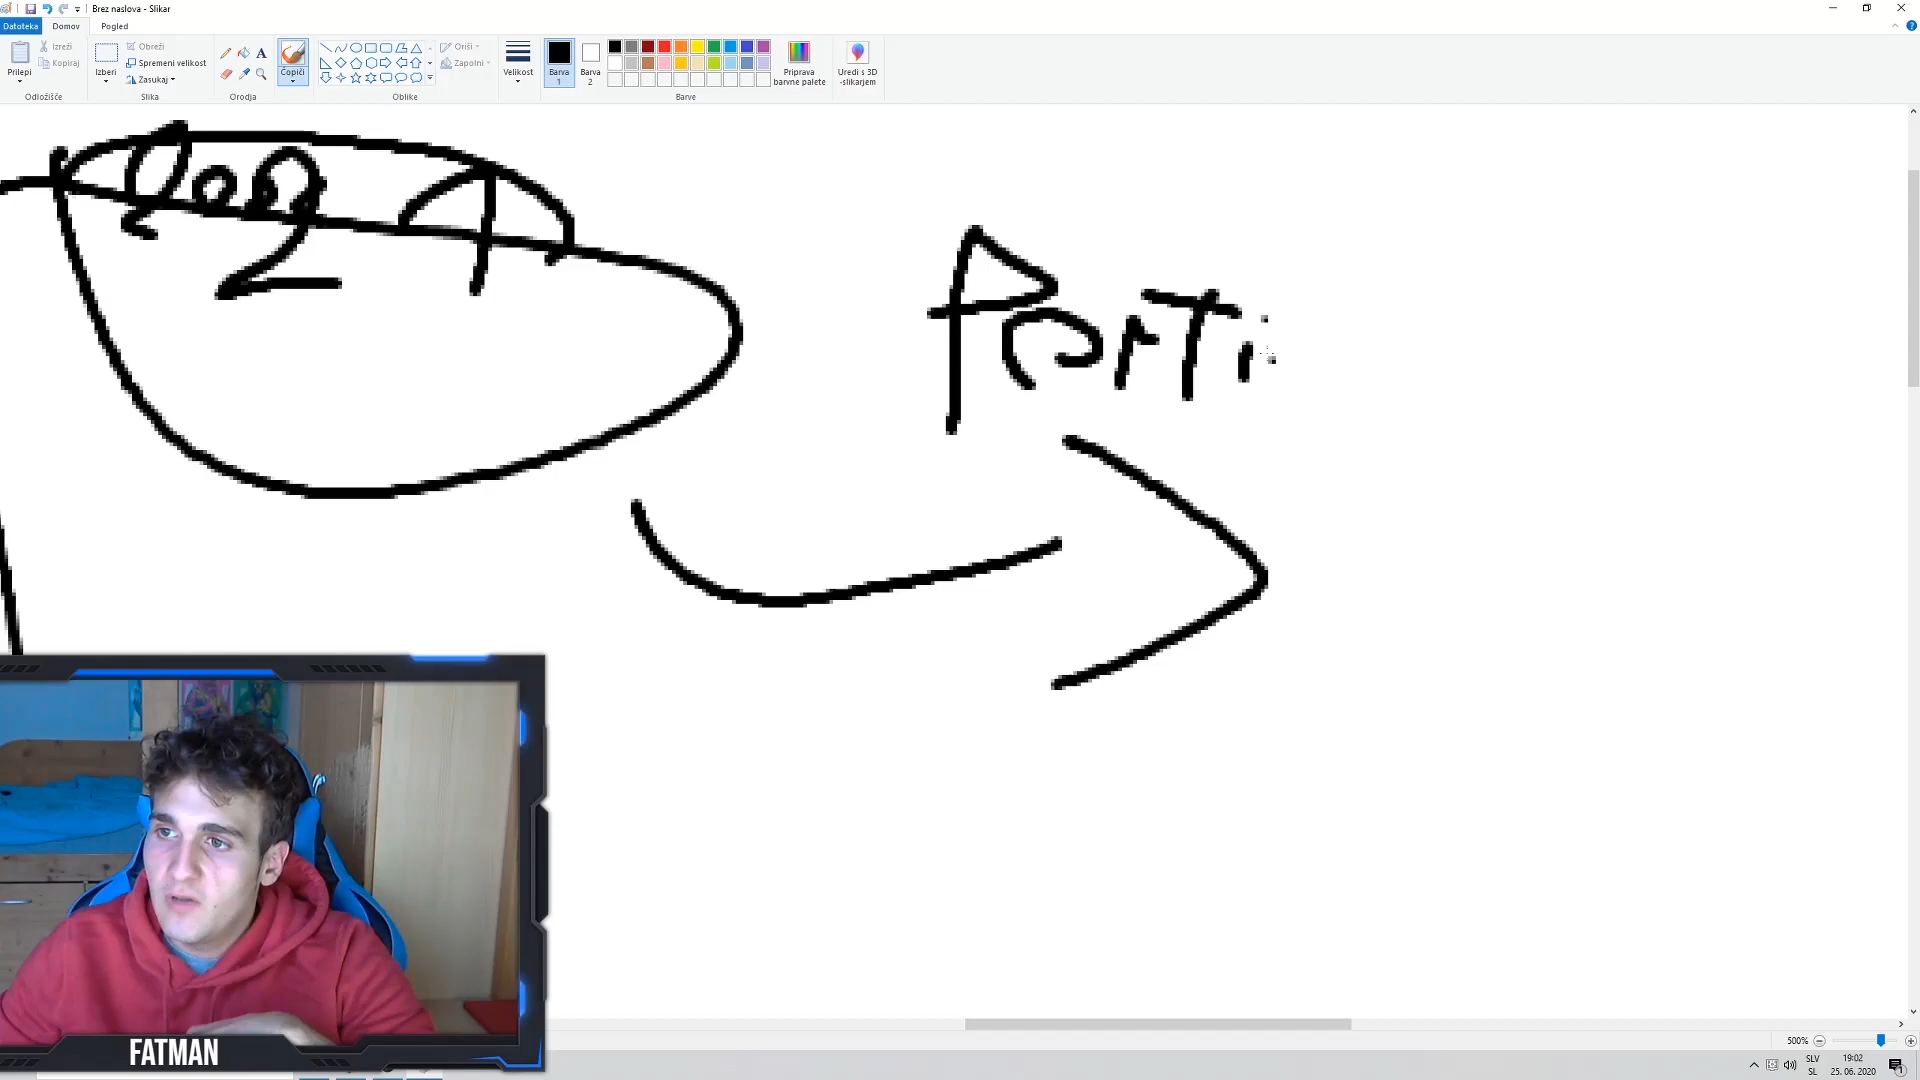 Brez naslova - Slikar
Datoteka Domov Pogled
Prilepi
Izreži
Kopiraj
Odložišče
Izberi
Obreži
Spremeni velikost
Zasukaj
Slika
A
Orodja
Čopiči
Oriši
Zapolni
Oblike
Velikost
Barva 1
Barva 2
Priprava barvne palete
Uredi s 3D -slikarjem
Barve
Porti
FATMAN
500%
SLV 19:02
SL 25. 06. 2020